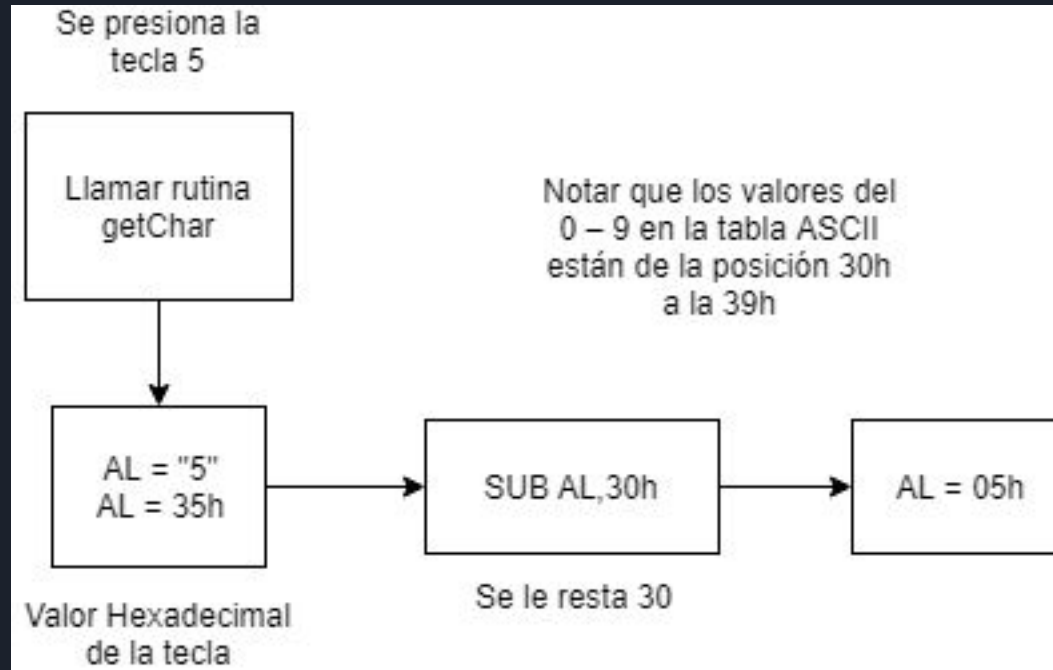 Se presiona la
tecla 5
Llamar rutina
getChar
Notar que los valores del
0 – 9 en la tabla ASCII
están de la posición 30h
a la 39h
AL = "5"
AL = 35h
SUB AL,30h
AL = 05h
Valor Hexadecimal
de la tecla
Se le resta 30